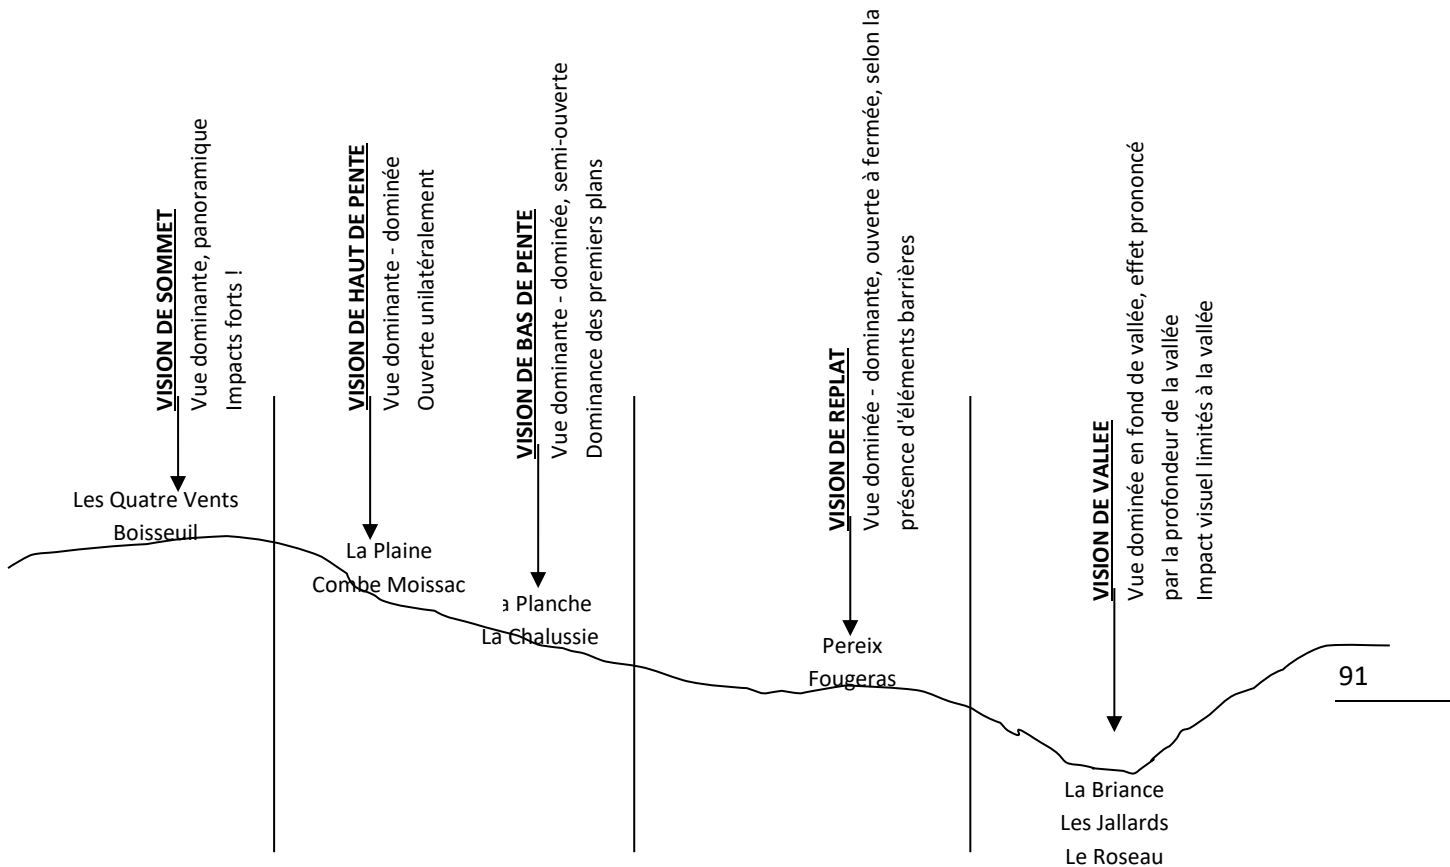 VISION DE SOMMET
Vue dominante, panoramique
Impacts forts !
Les Quatre Vents
Boisseuil
VISION DE HAUT DE PENTE
Vue dominante - dominée
Ouverte unilatéralement
La Plaine
Combe Moissac
VISION DE BAS DE PENTE
Vue dominante - dominée, semi-ouverte
Dominance des premiers plans
a Planche
La Chalussie
VISION DE REPLAT
Vue dominée - dominante, ouverte à fermée, selon la
présence d'éléments barrières
Pereix
Fougeras
VISION DE VALLEE
Vue dominée en fond de vallée, effet prononcé
par la profondeur de la vallée
Impact visuel limités à la vallée
La Briance
Les Jallards
Le Roseau
91